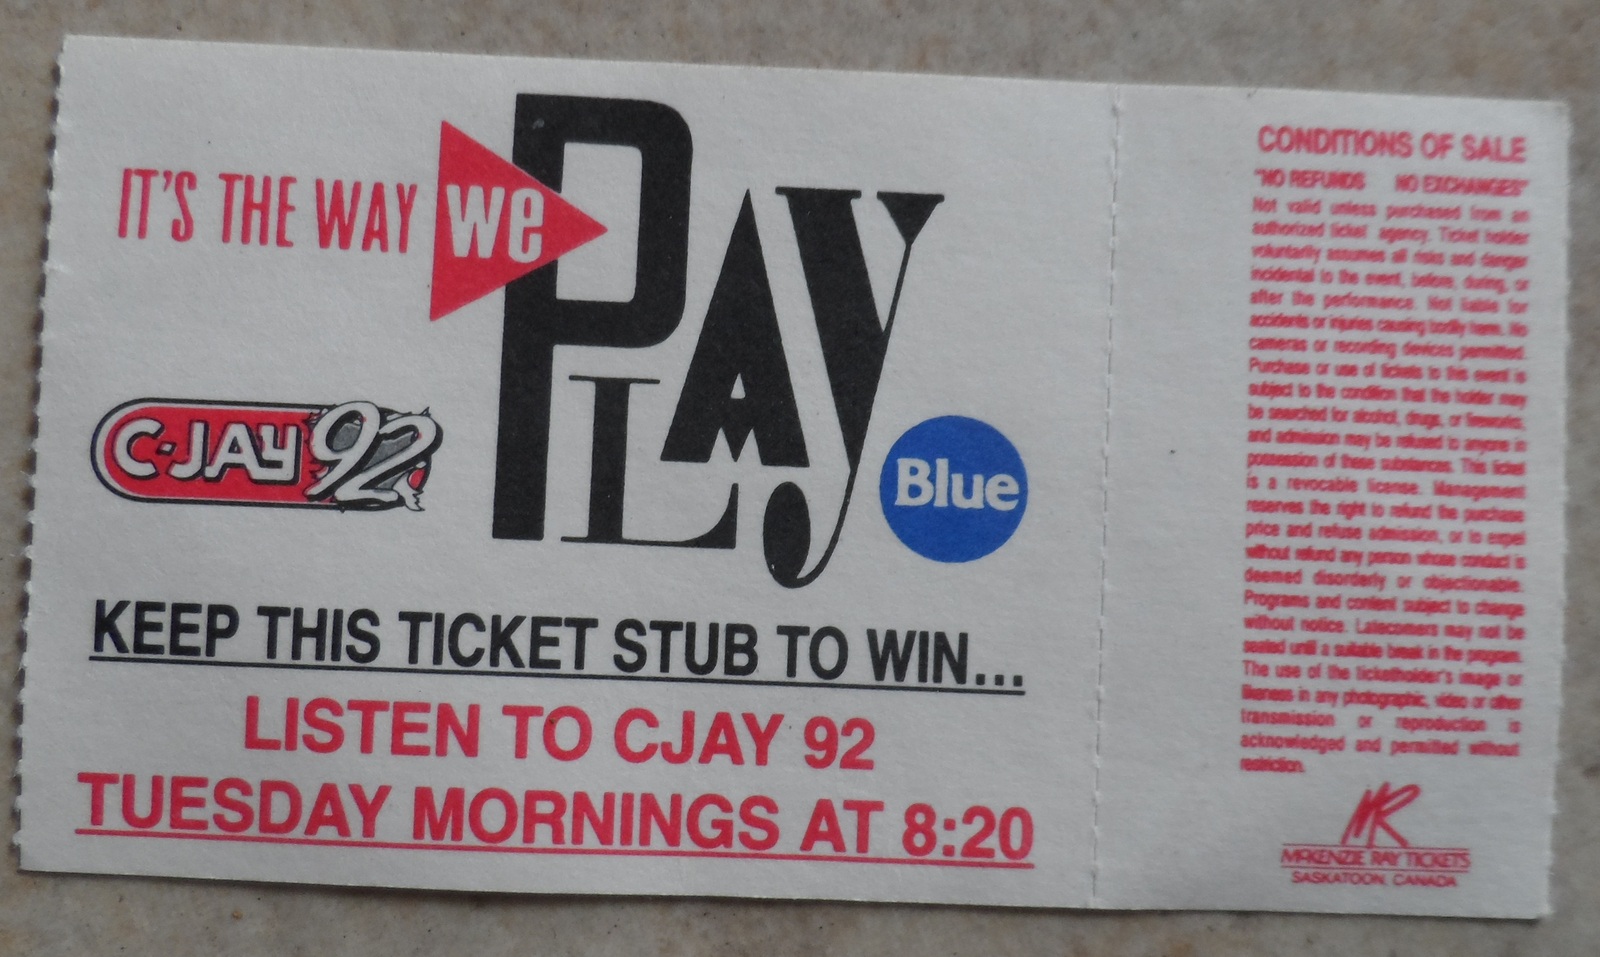 IT'S THE WAY we PLAY
C·JAY 92
Blue
KEEP THIS TICKET STUB TO WIN...
LISTEN TO CJAY 92
TUESDAY MORNINGS AT 8:20
CONDITIONS OF SALE
"NO REFUNDS NO EXCHANGES"
Not valid unless purchased from an
authorized ticket agency. Ticket holder
voluntarily assumes all risks and danger
incidental to the event, before, during, or
after the performance. Not liable for
accidents or injuries causing bodily harm. No
cameras or recording devices permitted.
Purchase or use of tickets to this event is
subject to the condition that the holder may
be searched for alcohol, drugs, or fireworks,
and admission may be refused to anyone in
possession of these substances. This ticket
is a revocable license. Management
reserves the right to refund the purchase
price and refuse admission, or to expel
without refund any person whose conduct is
deemed disorderly or objectionable.
Programs and content subject to change
without notice. Latecomers may not be
seated until a suitable break in the program.
The use of the ticketholder's image or
likeness in any photographic, video or other
transmission or reproduction is
acknowledged and permitted without
restriction.
MR
McKENZIE RAY TICKETS
SASKATOON, CANADA